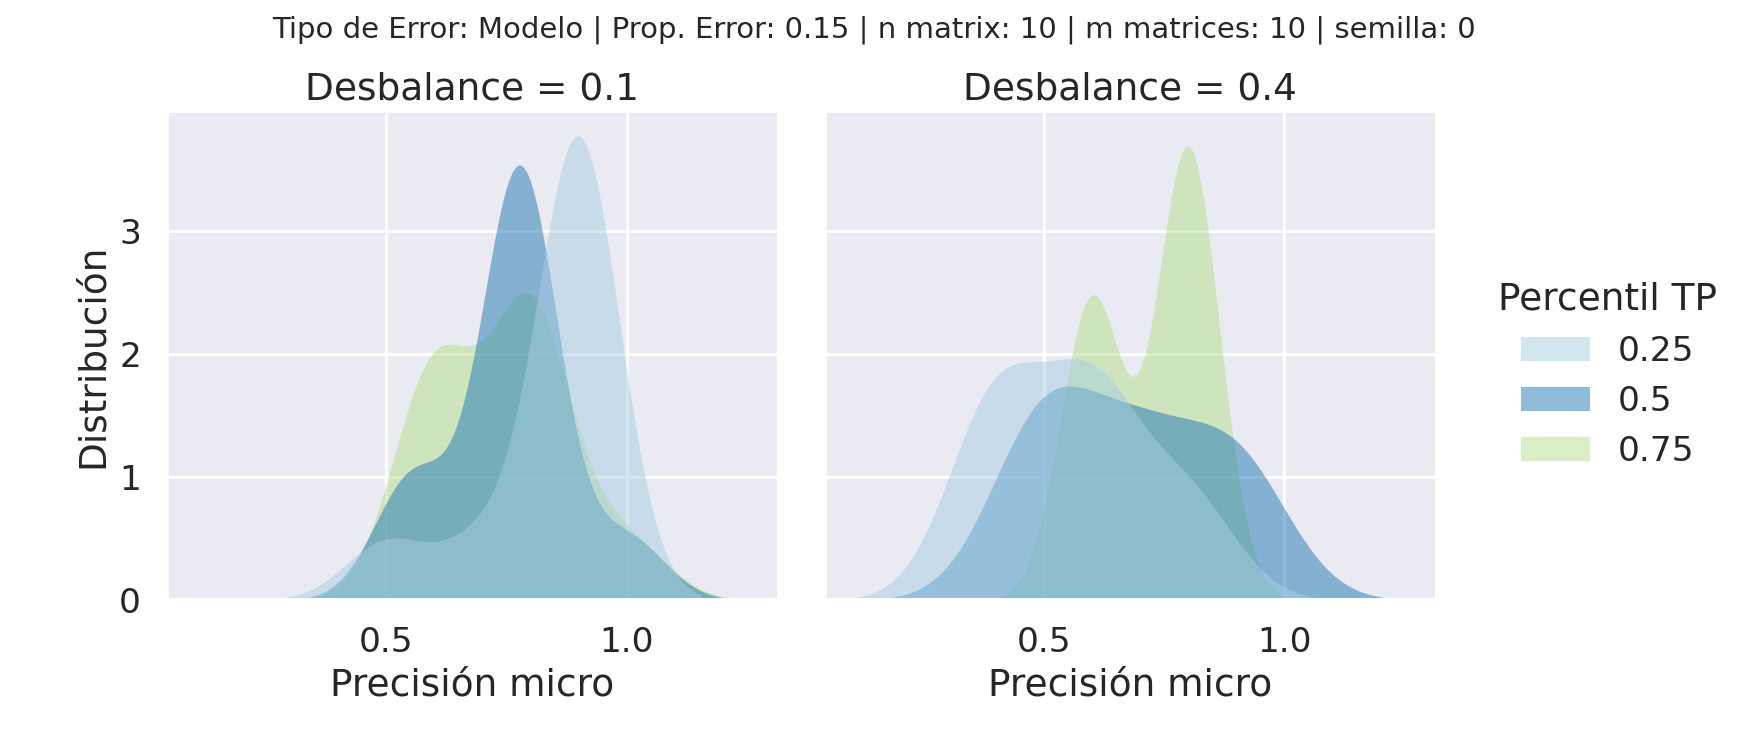 Tipo de Error: Modelo | Prop. Error: 0.15 | n matrix: 10 | m matrices: 10 | semilla: 0
Desbalance = 0.1
Desbalance = 0.4
Distribución
3
2
1
0
0.5
1.0
0.5
1.0
Precisión micro
Precisión micro
Percentil TP
0.25
0.5
0.75